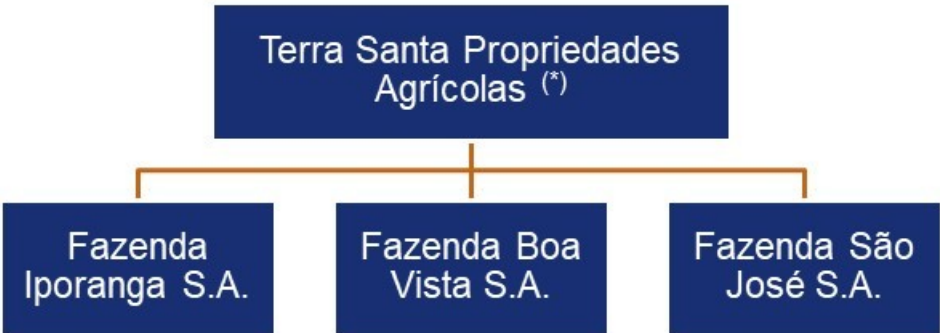 Terra Santa Propriedades
Agrícolas (*)
Fazenda
Iporanga S.A.
Fazenda Boa
Vista S.A.
Fazenda São
José S.A.